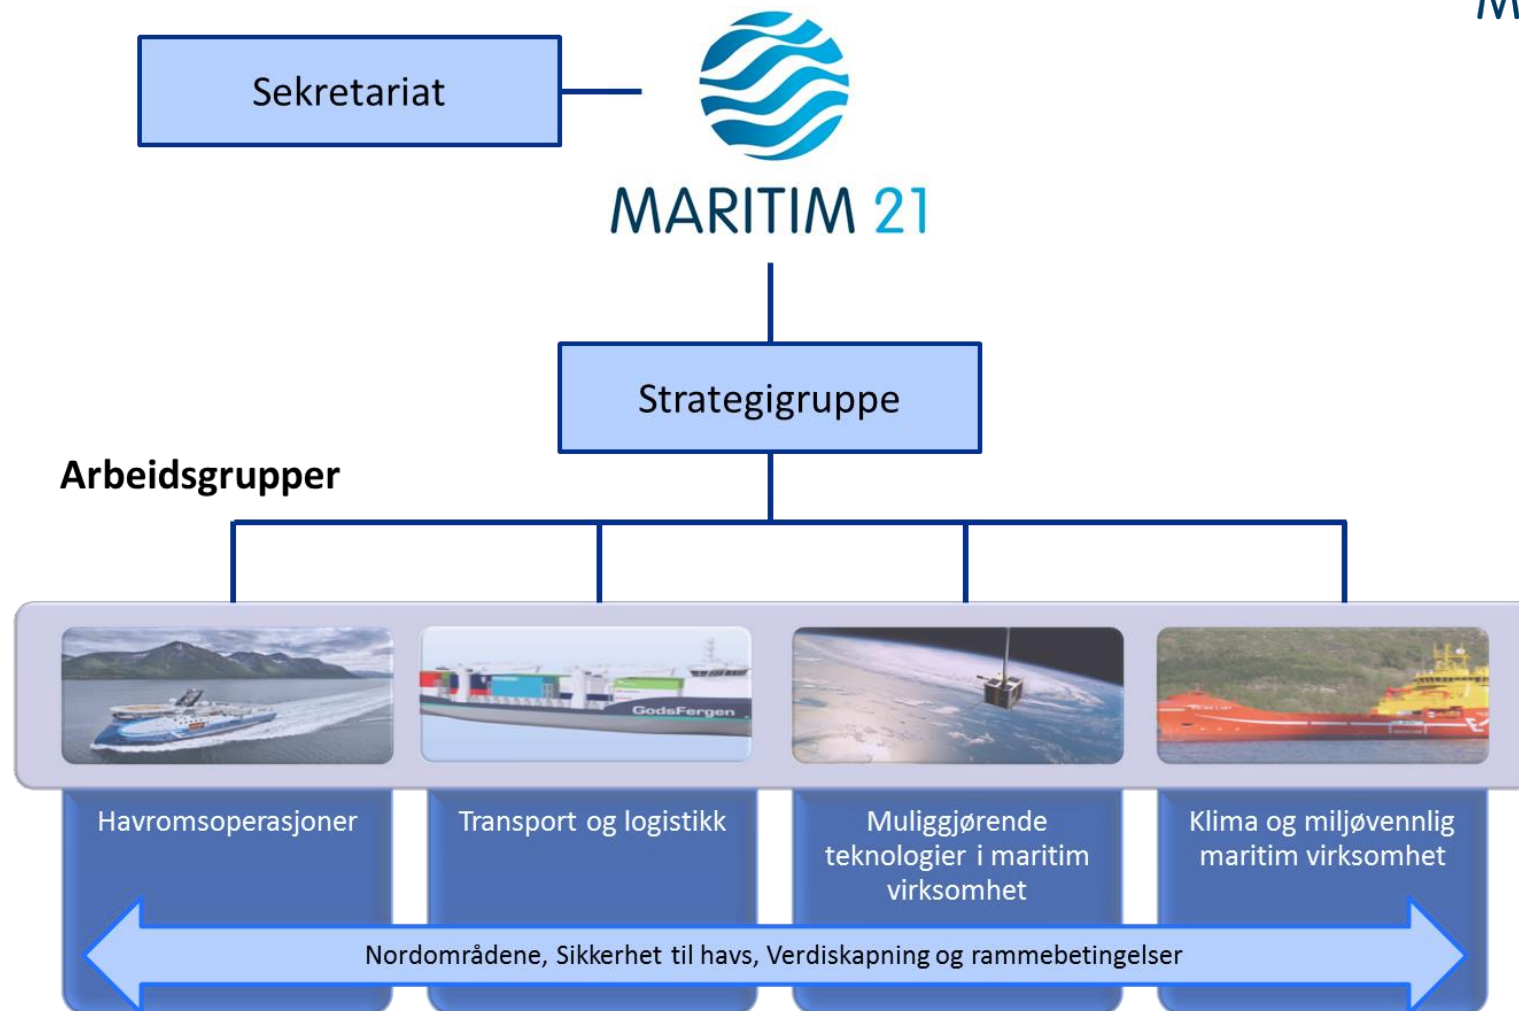 M
Sekretariat
MARITIM 21
Strategigruppe
Arbeidsgrupper
GodsFergen
Havromsoperasjoner
Transport og logistikk
Muliggjørende
teknologier i maritim
virksomhet
Klima og miljøvennlig
maritim virksomhet
Nordområdene, Sikkerhet til havs, Verdiskapning og rammebetingelser